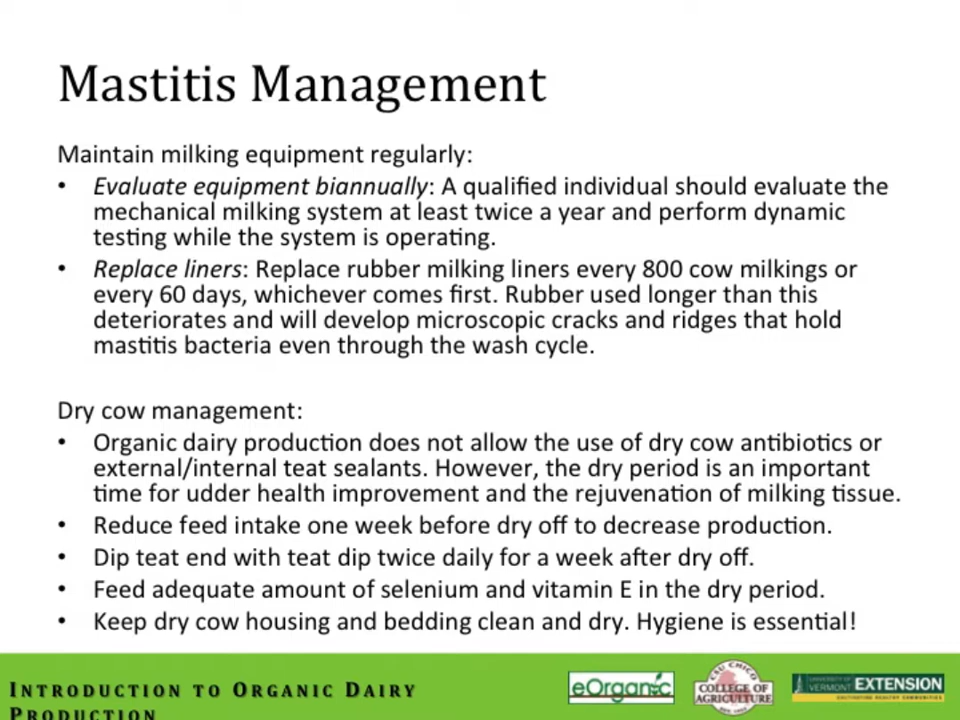 Mastitis Management
Maintain milking equipment regularly:
• Evaluate equipment biannually: A qualified individual should evaluate the
mechanical milking system at least twice a year and perform dynamic
testing while the system is operating.
• Replace liners: Replace rubber milking liners every 800 cow milkings or
every 60 days, whichever comes first. Rubber used longer than this
deteriorates and will develop microscopic cracks and ridges that hold
mastitis bacteria even through the wash cycle.
Dry cow management:
• Organic dairy production does not allow the use of dry cow antibiotics or
external/internal teat sealants. However, the dry period is an important
time for udder health improvement and the rejuvenation of milking tissue.
• Reduce feed intake one week before dry off to decrease production.
• Dip teat end with teat dip twice daily for a week after dry off.
• Feed adequate amount of selenium and vitamin E in the dry period.
• Keep dry cow housing and bedding clean and dry. Hygiene is essential!
INTRODUCTION TO ORGANIC DAIRY
PRODUCTION
eOrganic
CSU CHICO
COLLEGE OF
AGRICULTURE
UNIVERSITY OF
VERMONT EXTENSION
CULTIVATING HEALTHY COMMUNITIES